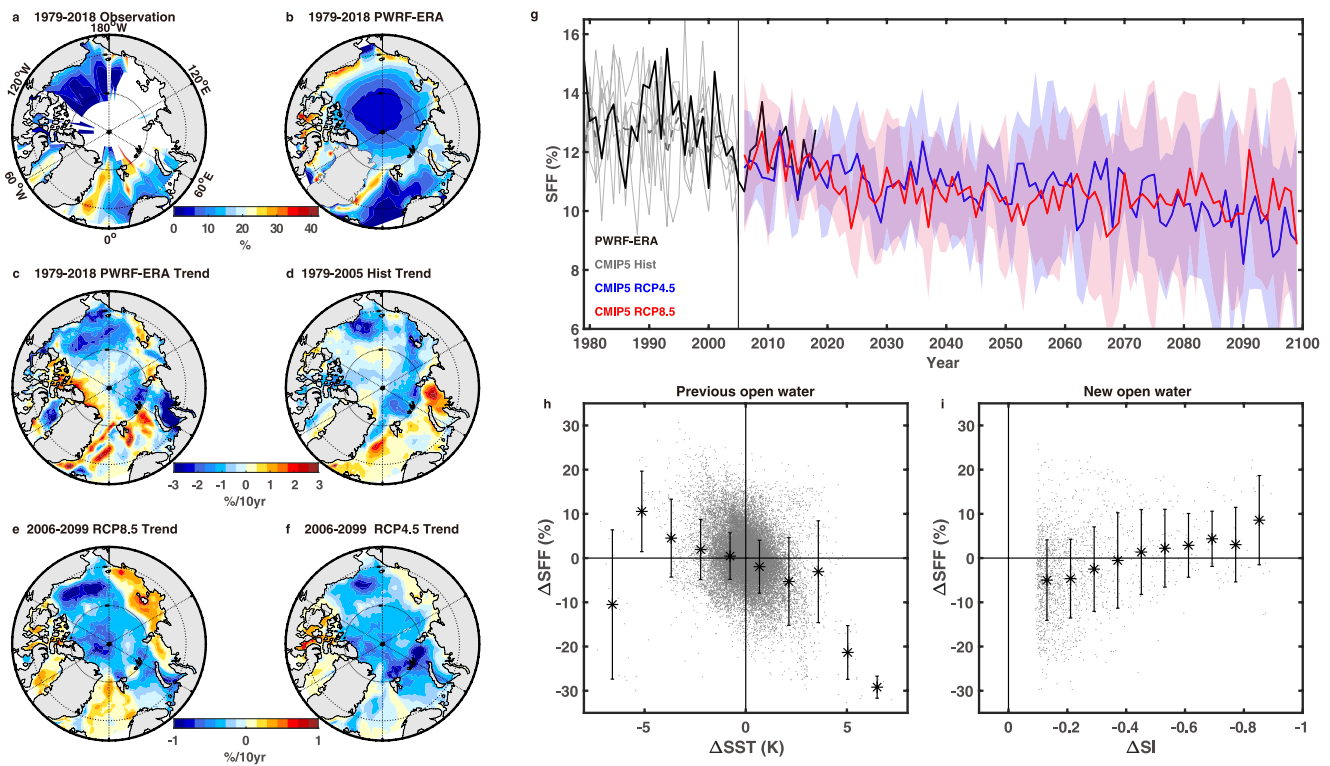 a 1979-2018 Observation
180°W
120°W
120°E
60°W
60°E
0°
b 1979-2018 PWRF-ERA
0 10 20 30 40
%
c 1979-2018 PWRF-ERA Trend
d 1979-2005 Hist Trend
-3 -2 -1 0 1 2 3
%/10yr
e 2006-2099 RCP8.5 Trend
f 2006-2099 RCP4.5 Trend
-1 0 1
%/10yr
g
SFF (%)
16
14
12
10
8
6
PWRF-ERA
CMIP5 Hist
CMIP5 RCP4.5
CMIP5 RCP8.5
1980 1990 2000 2010 2020 2030 2040 2050 2060 2070 2080 2090 2100
Year
h Previous open water
ΔSFF (%)
30
20
10
0
-10
-20
-30
-5 0 5
ΔSST (K)
i New open water
ΔSFF (%)
30
20
10
0
-10
-20
-30
0 -0.2 -0.4 -0.6 -0.8 -1
ΔSI